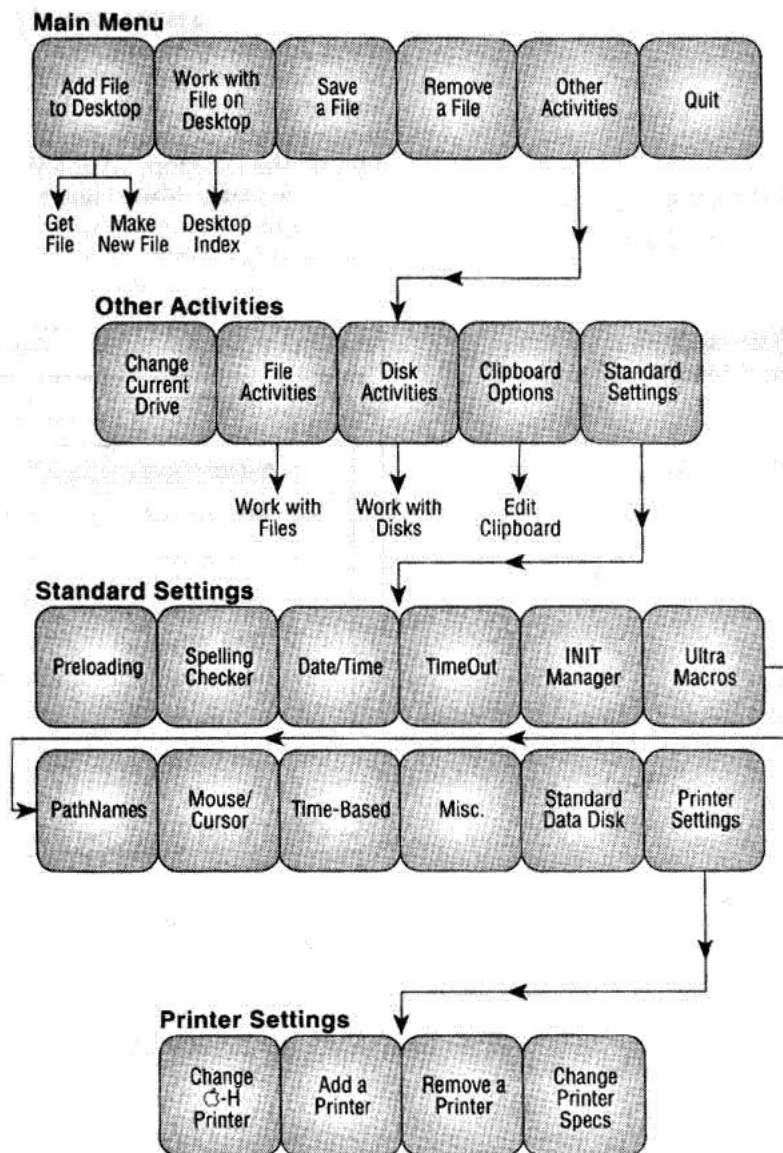 Main Menu
Add File
to Desktop
Work with
File on
Desktop
Save
a File
Remove
a File
Other
Activities
Quit
Get
File
Make
New File
Desktop
Index
Other Activities
Change
Current
Drive
File
Activities
Disk
Activities
Clipboard
Options
Standard
Settings
Work with
Files
Work with
Disks
Edit
Clipboard
Standard Settings
Preloading
Spelling
Checker
Date/Time
TimeOut
INIT
Manager
Ultra
Macros
PathNames
Mouse/
Cursor
Time-Based
Misc.
Standard
Data Disk
Printer
Settings
Printer Settings
Change
-H
Printer
Add a
Printer
Remove a
Printer
Change
Printer
Specs